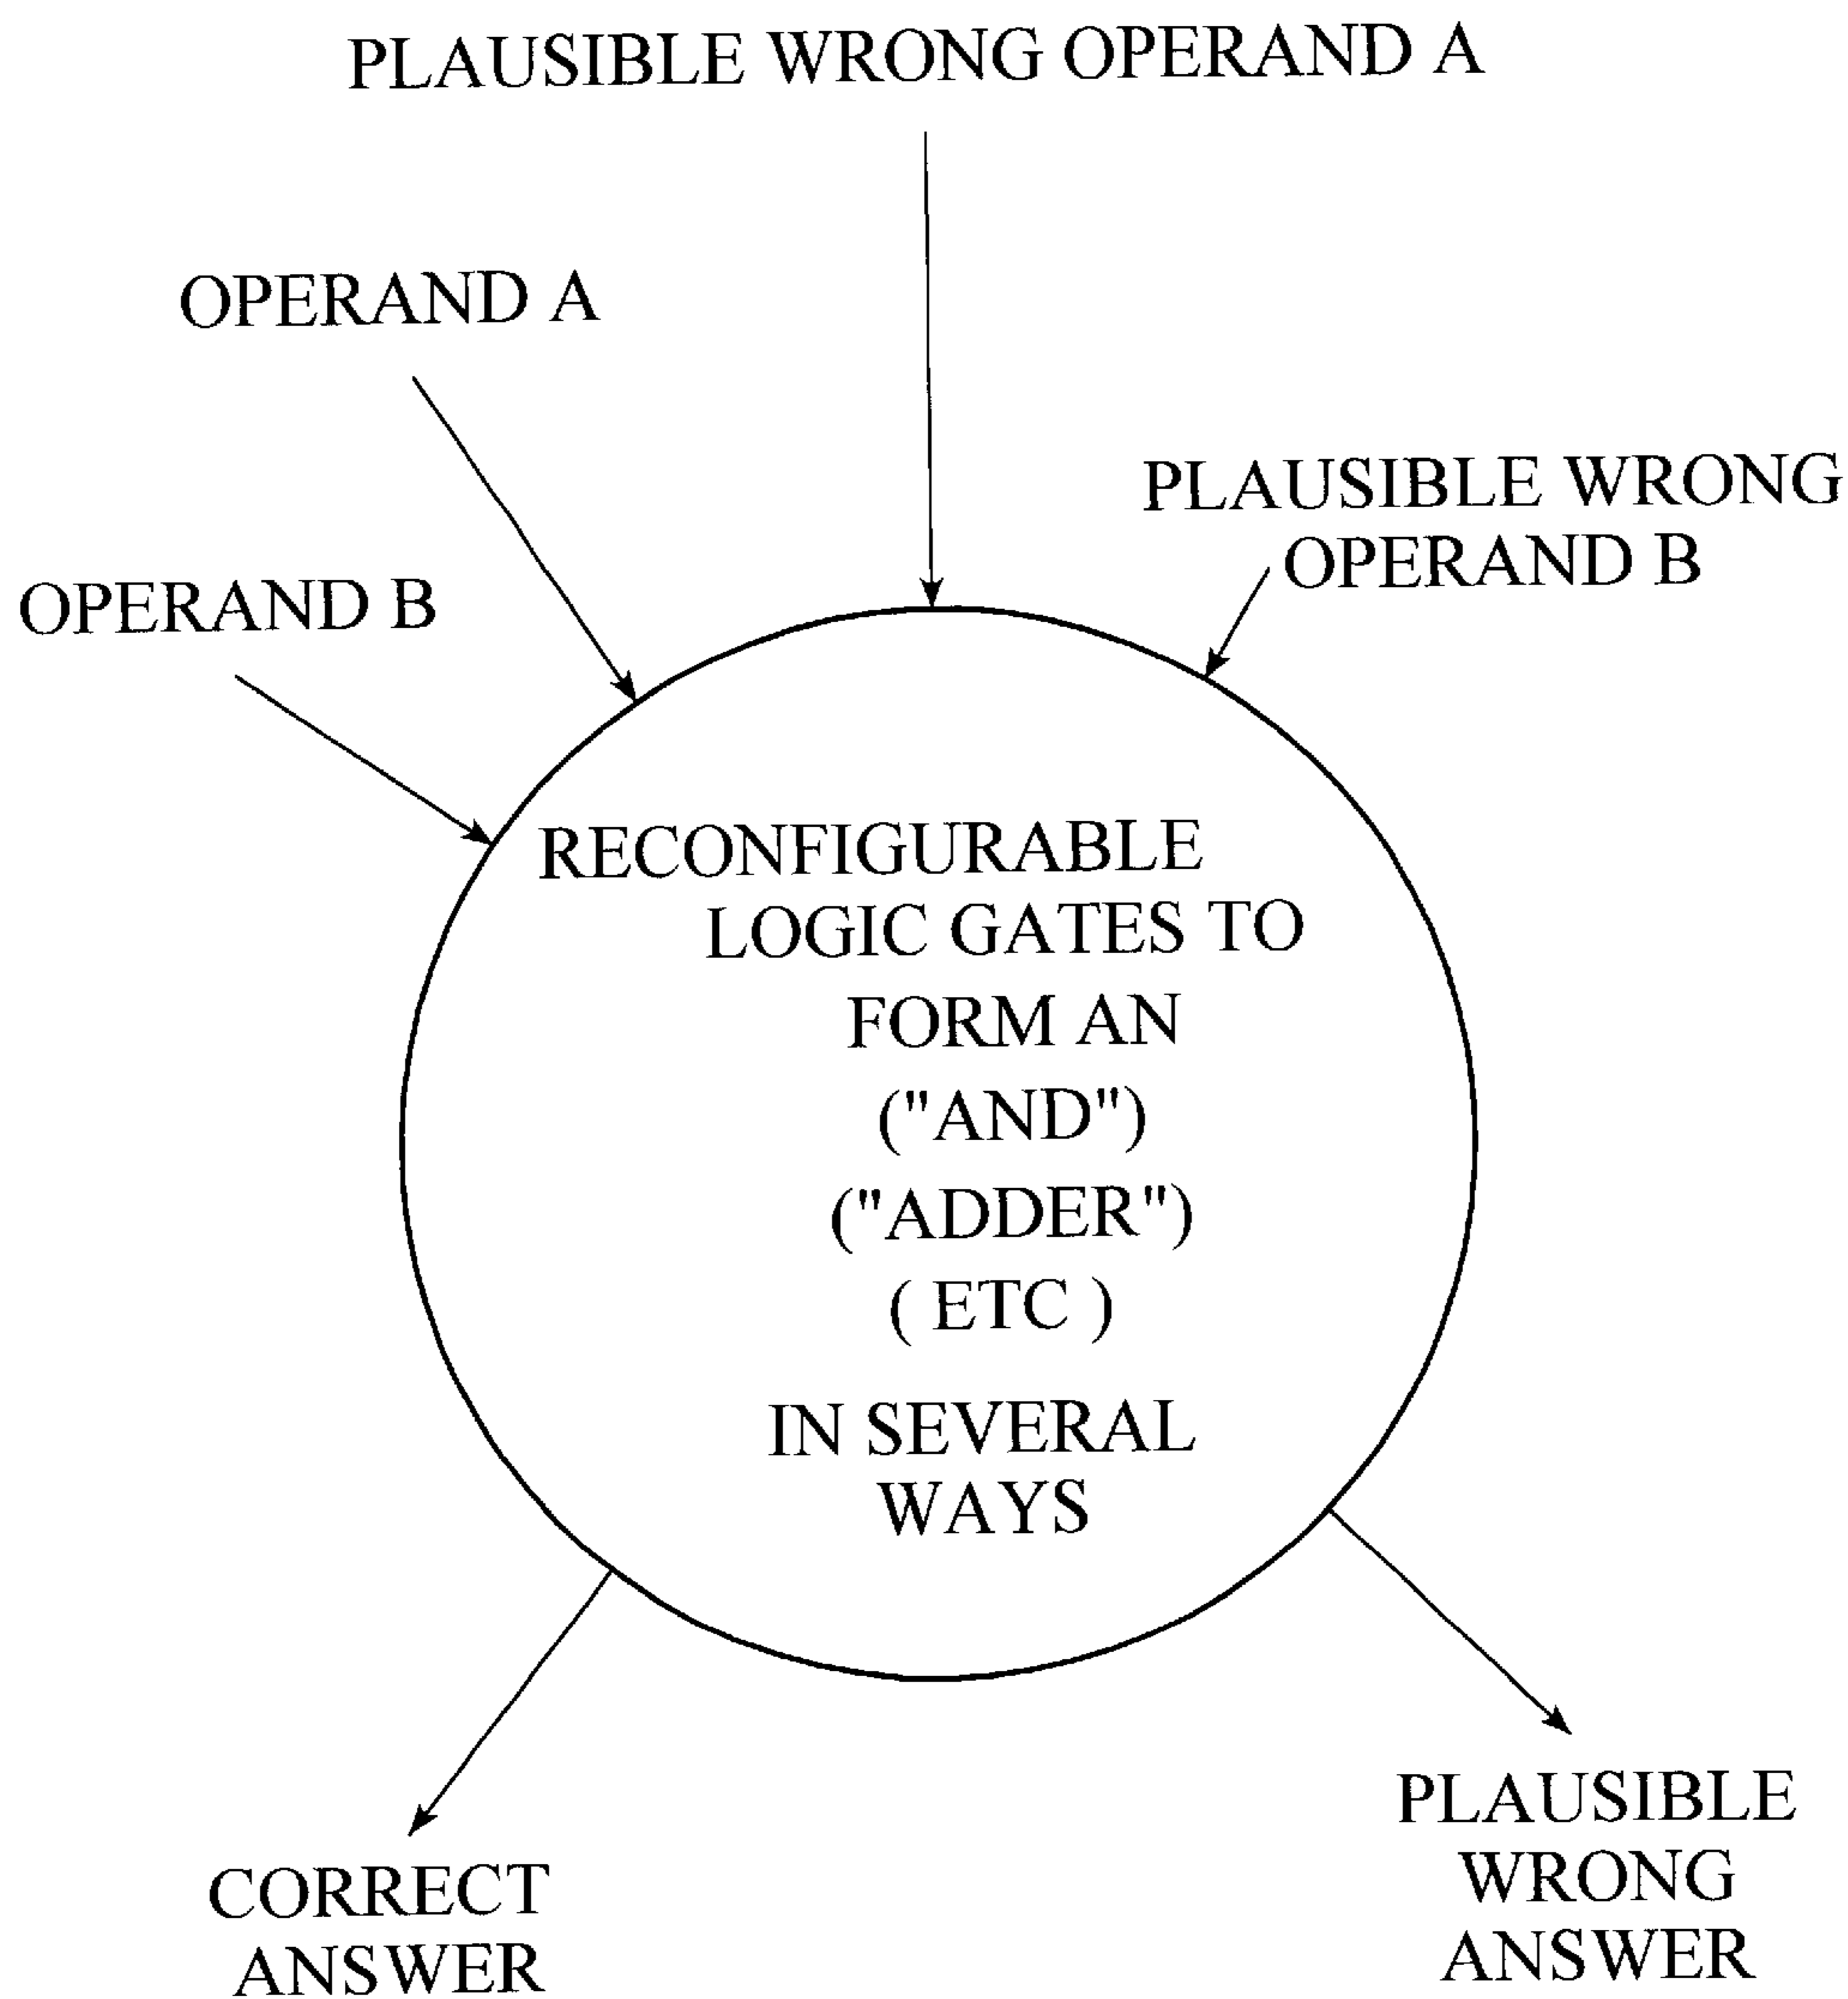 PLAUSIBLE WRONG OPERAND A
OPERAND A
PLAUSIBLE WRONG
OPERAND B
OPERAND B
RECONFIGURABLE
LOGIC GATES TO
FORM AN
("AND")
("ADDER")
( ETC )
IN SEVERAL
WAYS
CORRECT
ANSWER
PLAUSIBLE
WRONG
ANSWER